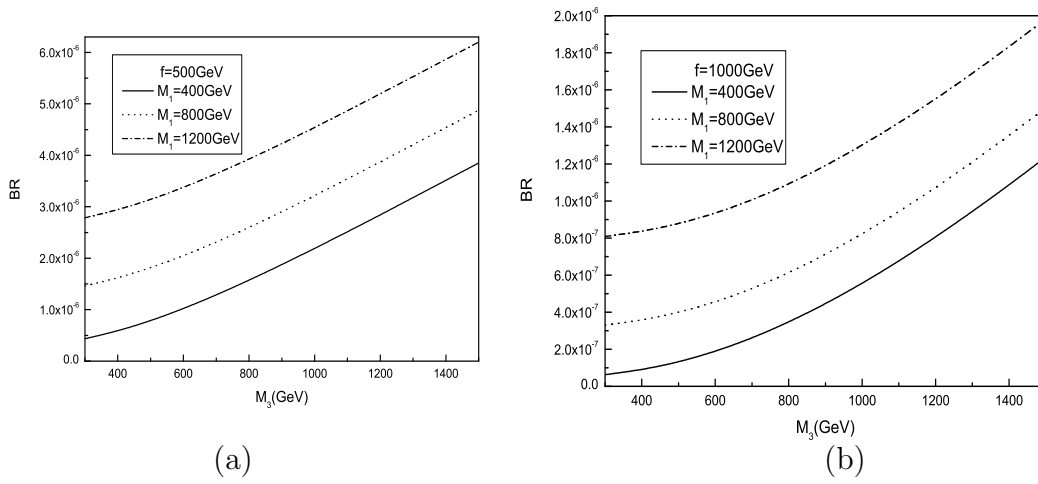 6.0x10⁻⁶
5.0x10⁻⁶
4.0x10⁻⁶
3.0x10⁻⁶
2.0x10⁻⁶
1.0x10⁻⁶
0.0
BR
f=500GeV
M₁=400GeV
M₁=800GeV
M₁=1200GeV
400 600 800 1000 1200 1400
M₃(GeV)
(a)
2.0x10⁻⁶
1.8x10⁻⁶
1.6x10⁻⁶
1.4x10⁻⁶
1.2x10⁻⁶
1.0x10⁻⁶
8.0x10⁻⁷
6.0x10⁻⁷
4.0x10⁻⁷
2.0x10⁻⁷
0.0
BR
f=1000GeV
M₁=400GeV
M₁=800GeV
M₁=1200GeV
400 600 800 1000 1200 1400
M₃(GeV)
(b)